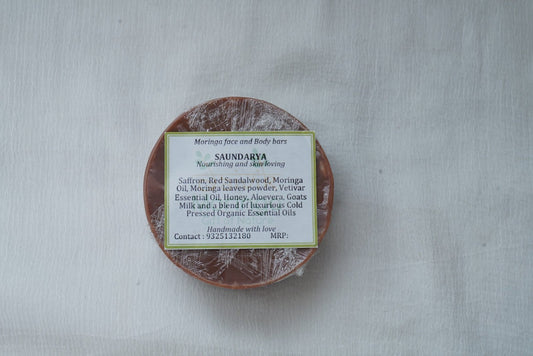 Moringa face and Body bars
SAUNDARYA
Nourishing and skin loving
Saffron, Red Sandalwood, Moringa
Oil, Moringa leaves powder, Vetivar
Essential Oil, Honey, Aloevera, Goats
Milk and a blend of luxurious Cold
Pressed Organic Essential Oils
Handmade with love
Contact : 9325132180 MRP: